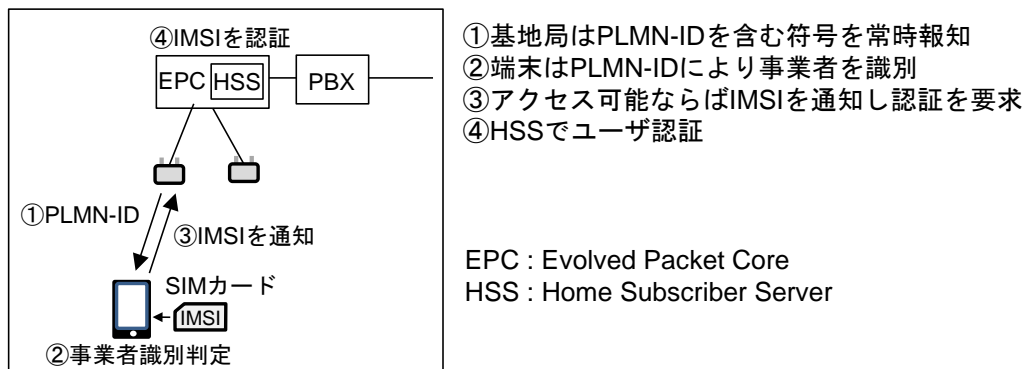 ④IMSIを認証
EPC HSS PBX
①PLMN-ID
③IMSIを通知
SIMカード
IMSI
②事業者識別判定
①基地局はPLMN-IDを含む符号を常時報知
②端末はPLMN-IDにより事業者を識別
③アクセス可能ならばIMSIを通知し認証を要求
④HSSでユーザ認証
EPC : Evolved Packet Core
HSS : Home Subscriber Server